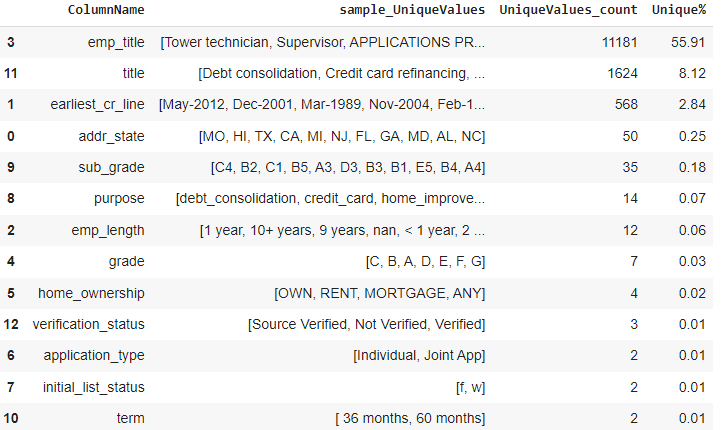 ColumnName sample_UniqueValues UniqueValues_count Unique%
3 emp_title [Tower technician, Supervisor, APPLICATIONS PR... 11181 55.91
11 title [Debt consolidation, Credit card refinancing, ... 1624 8.12
1 earliest_cr_line [May-2012, Dec-2001, Mar-1989, Nov-2004, Feb-1... 568 2.84
0 addr_state [MO, HI, TX, CA, MI, NJ, FL, GA, MD, AL, NC] 50 0.25
9 sub_grade [C4, B2, C1, B5, A3, D3, B3, B1, E5, B4, A4] 35 0.18
8 purpose [debt_consolidation, credit_card, home_improve... 14 0.07
2 emp_length [1 year, 10+ years, 9 years, nan, < 1 year, 2 ... 12 0.06
4 grade [C, B, A, D, E, F, G] 7 0.03
5 home_ownership [OWN, RENT, MORTGAGE, ANY] 4 0.02
12 verification_status [Source Verified, Not Verified, Verified] 3 0.01
6 application_type [Individual, Joint App] 2 0.01
7 initial_list_status [f, w] 2 0.01
10 term [ 36 months, 60 months] 2 0.01